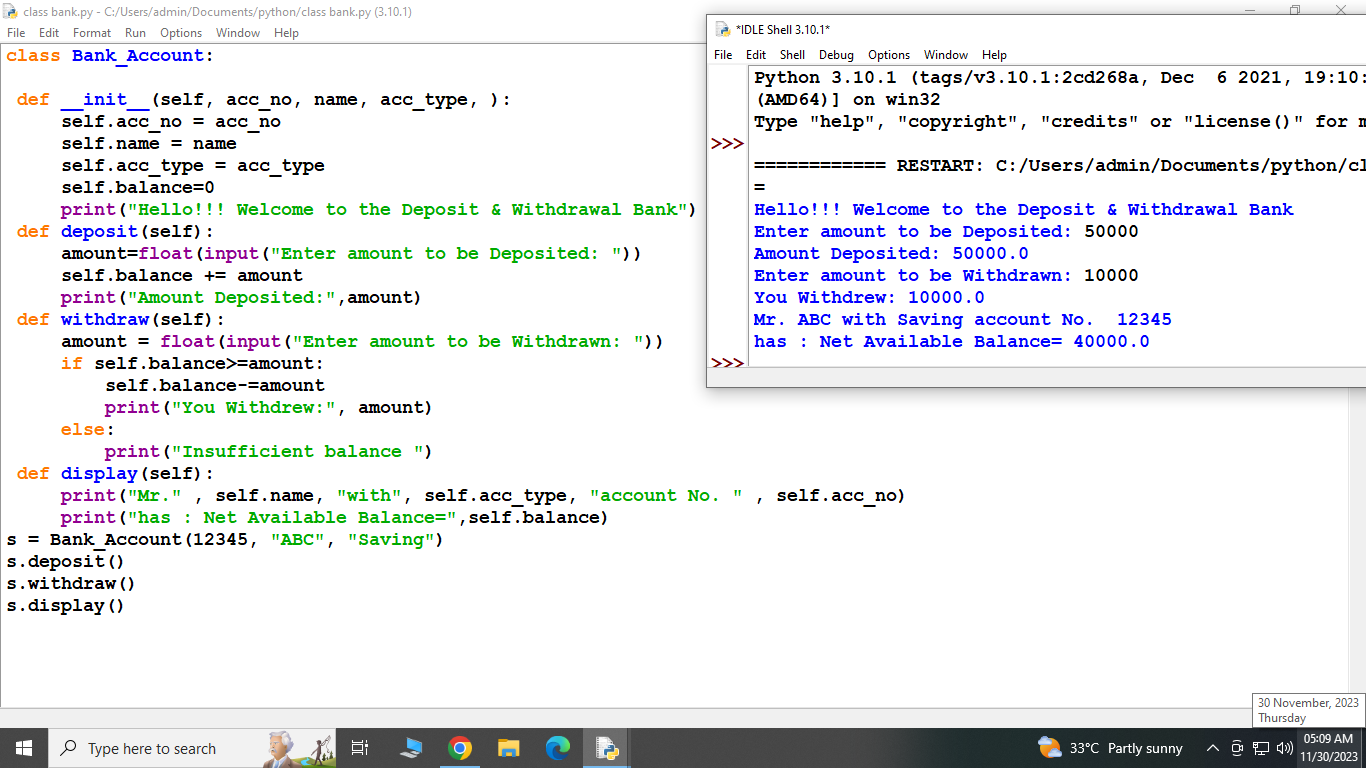 class bank.py - C:/Users/admin/Documents/python/class bank.py (3.10.1)
File Edit Format Run Options Window Help
class Bank_Account:
def __init__(self, acc_no, name, acc_type, ):
self.acc_no = acc_no
self.name = name
self.acc_type = acc_type
self.balance=0
print("Hello!!! Welcome to the Deposit & Withdrawal Bank")
def deposit(self):
amount=float(input("Enter amount to be Deposited: "))
self.balance += amount
print("Amount Deposited:",amount)
def withdraw(self):
amount = float(input("Enter amount to be Withdrawn: "))
if self.balance>=amount:
self.balance-=amount
print("You Withdrew:", amount)
else:
print("Insufficient balance ")
def display(self):
print("Mr." , self.name, "with", self.acc_type, "account No. " , self.acc_no)
print("has : Net Available Balance=",self.balance)
s = Bank_Account(12345, "ABC", "Saving")
s.deposit()
s.withdraw()
s.display()
*IDLE Shell 3.10.1*
File Edit Shell Debug Options Window Help
Python 3.10.1 (tags/v3.10.1:2cd268a, Dec  6 2021, 19:10:
(AMD64)] on win32
Type "help", "copyright", "credits" or "license()" for m
>>>
============ RESTART: C:/Users/admin/Documents/python/cl
=
Hello!!! Welcome to the Deposit & Withdrawal Bank
Enter amount to be Deposited: 50000
Amount Deposited: 50000.0
Enter amount to be Withdrawn: 10000
You Withdrew: 10000.0
Mr. ABC with Saving account No.  12345
has : Net Available Balance= 40000.0
>>>
30 November, 2023
Thursday
Type here to search
33°C Partly sunny
05:09 AM
11/30/2023